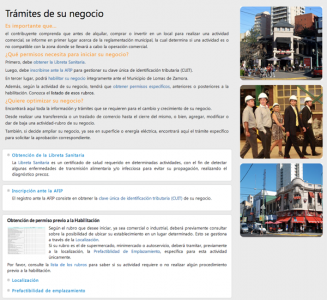 Trámites de su negocio
Es importante que...
el contribuyente comprenda que antes de alquilar, comprar o invertir en un local para realizar una actividad
comercial, se informe en primer lugar acerca de la reglamentación municipal, la cual determina si una actividad es o
no compatible con la zona donde se llevará a cabo la operación comercial.
¿Qué permisos necesita para iniciar su negocio?
Primero, debe obtener la Libreta Sanitaria.
Luego, debe inscribirse ante la AFIP para gestionar su clave única de identificación tributaria (CUIT).
En tercer lugar, podrá habilitar su negocio íntegramente ante el Municipio de Lomas de Zamora.
Además, según la actividad de su negocio, tendrá que obtener permisos específicos, anteriores o posteriores a la
habilitación. Conozca el listado de estos rubros.
¿Quiere optimizar su negocio?
Encontrará aquí toda la información y trámites que se requieren para el cambio y crecimiento de su negocio.
Desde realizar una transferencia o un traslado de comercio hasta el cierre del mismo, o bien, agregar, modificar o
dar de baja una actividad-rubro de su negocio.
También, si decide ampliar su negocio, ya sea en superficie o energía eléctrica, encontrará aquí el trámite específico
para solicitar la aprobación correspondiente.
Obtención de la Libreta Sanitaria
La Libreta Sanitaria es un certificado de salud requerido en determinadas actividades, con el fin de detectar
algunas enfermedades de transmisión alimentaria y/o infecciosa para evitar su propagación, realizando el
diagnóstico precoz.
Inscripción ante la AFIP
El registro ante la AFIP consiste en obtener la clave única de identificación tributaria (CUIT) de su negocio.
Obtención de permiso previo a la Habilitación
Según el rubro que desee iniciar, ya sea comercial o industrial, deberá previamente consultar
sobre la posibilidad de ubicar su establecimiento en un lugar determinado. Esto se gestiona
a través de la Localización.
Si su rubro es el de supermercado, minimercado o autoservicio, deberá tramitar, previamente
a la localización, la Prefactibilidad de Emplazamiento, específica para esta actividad
únicamente.
Por favor, consulte la lista de los rubros para saber si su actividad requiere o no realizar algún procedimiento
previo a la habilitación.
Localización
Prefactibilidad de emplazamiento